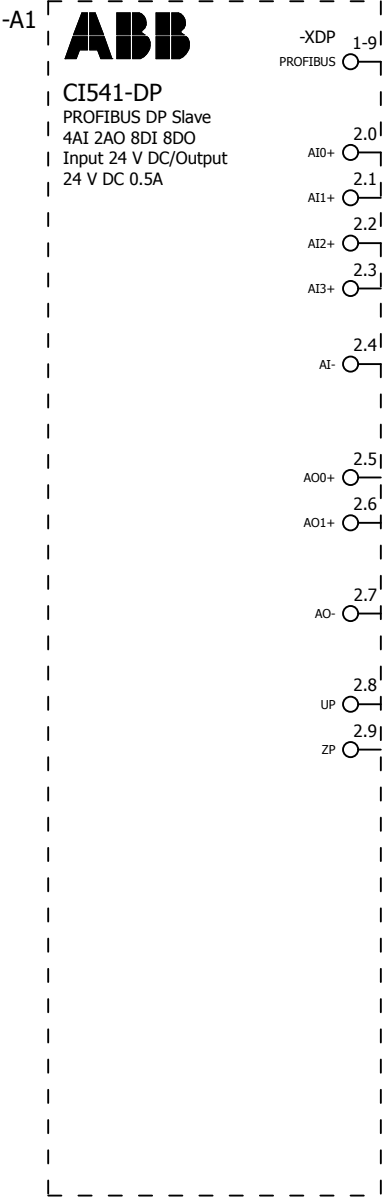 -A1
ABB
CI541-DP
PROFIBUS DP Slave
4AI 2AO 8DI 8DO
Input 24 V DC/Output
24 V DC 0.5A
-XDP 1-9
PROFIBUS
2.0
AI0+
2.1
AI1+
2.2
AI2+
2.3
AI3+
2.4
AI-
2.5
AO0+
2.6
AO1+
2.7
AO-
2.8
UP
2.9
ZP